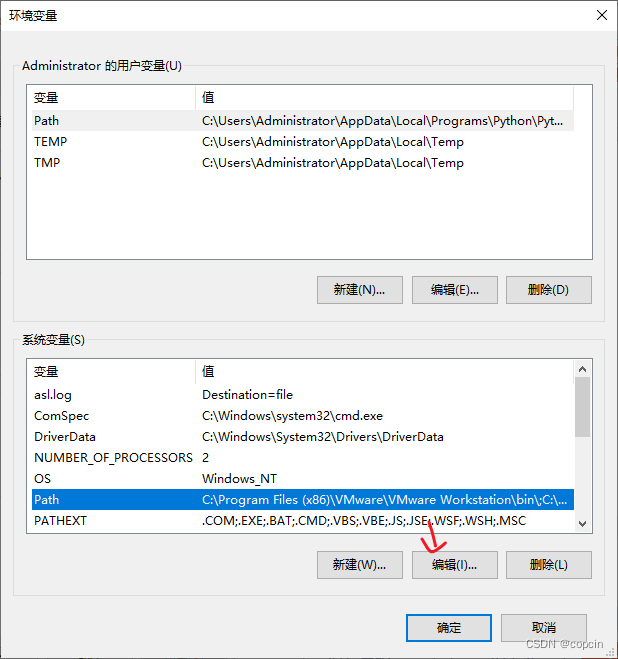 环境变量
Administrator 的用户变量(U)
变量 值
Path C:\Users\Administrator\AppData\Local\Programs\Python\Pyt...
TEMP C:\Users\Administrator\AppData\Local\Temp
TMP C:\Users\Administrator\AppData\Local\Temp
新建(N)... 编辑(E)... 删除(D)
系统变量(S)
变量 值
asl.log Destination=file
ComSpec C:\Windows\system32\cmd.exe
DriverData C:\Windows\System32\Drivers\DriverData
NUMBER_OF_PROCESSORS 2
OS Windows_NT
Path C:\Program Files (x86)\VMware\VMware Workstation\bin\;C:\...
PATHEXT .COM;.EXE;.BAT;.CMD;.VBS;.VBE;.JS;.JSE;.WSF;.WSH;.MSC
新建(W)... 编辑(I)... 删除(L)
确定 取消
CSDN @copcin